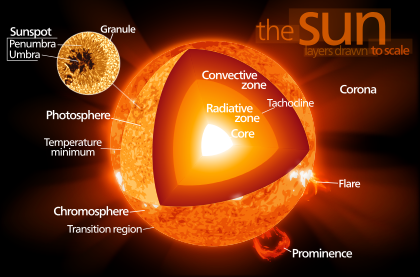 the sun
layers drawn to scale
Sunspot
Penumbra
Umbra
Granule
Convective
zone
Corona
Radiative
zone
Tachocline
Photosphere
Core
Temperature
minimum
Flare
Chromosphere
Transition region
Prominence